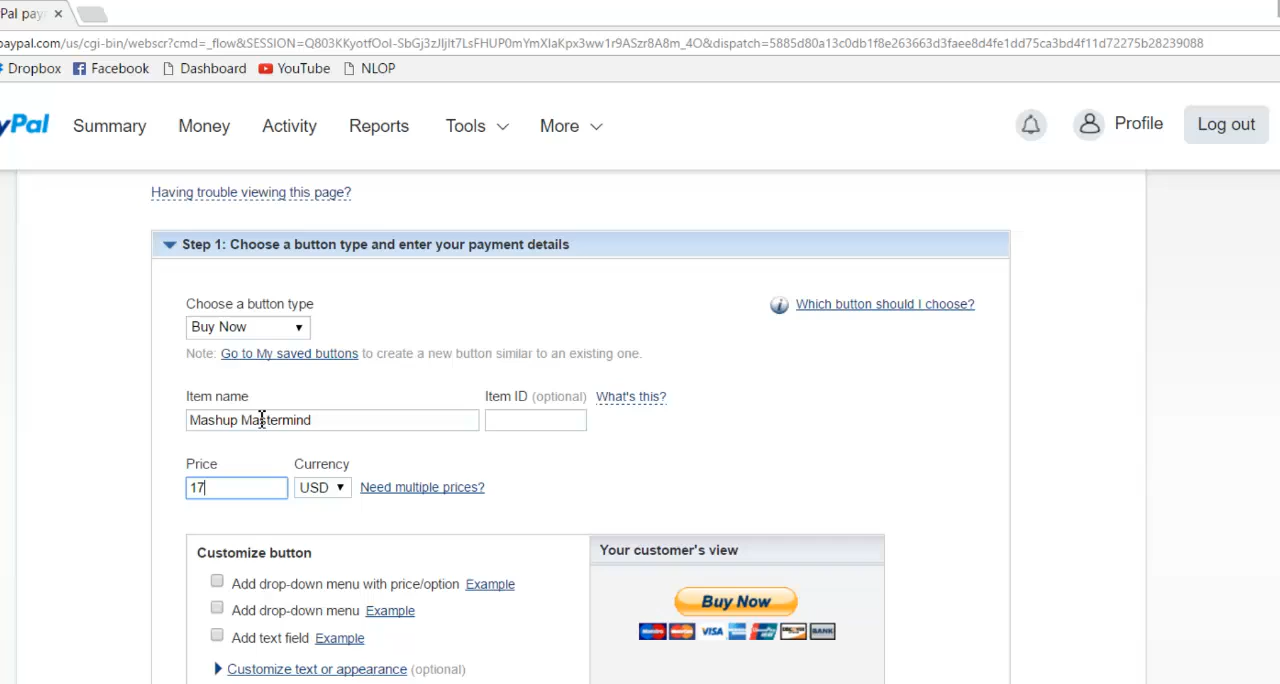 Pal pay
paypal.com/us/cgi-bin/webscr?cmd=_flow&SESSION=Q803KKyotfOoI-SbGj3zJljIt7LsFHUP0mYmXIaKpx3ww1r9ASzr8A8m_4O&dispatch=5885d80a13c0db1f8e263663d3faee8d4fe1dd75ca3bd4f11d72275b28239088
Dropbox Facebook Dashboard YouTube NLOP
yPal Summary Money Activity Reports Tools More Profile Log out
Having trouble viewing this page?
Step 1: Choose a button type and enter your payment details
Choose a button type
Which button should I choose?
Buy Now
Note: Go to My saved buttons to create a new button similar to an existing one.
Item name Item ID (optional) What's this?
Mashup Mastermind
Price Currency
17 USD Need multiple prices?
Customize button
Your customer's view
Add drop-down menu with price/option Example
Buy Now
Add drop-down menu Example
VISA BANK
Add text field Example
Customize text or appearance (optional)